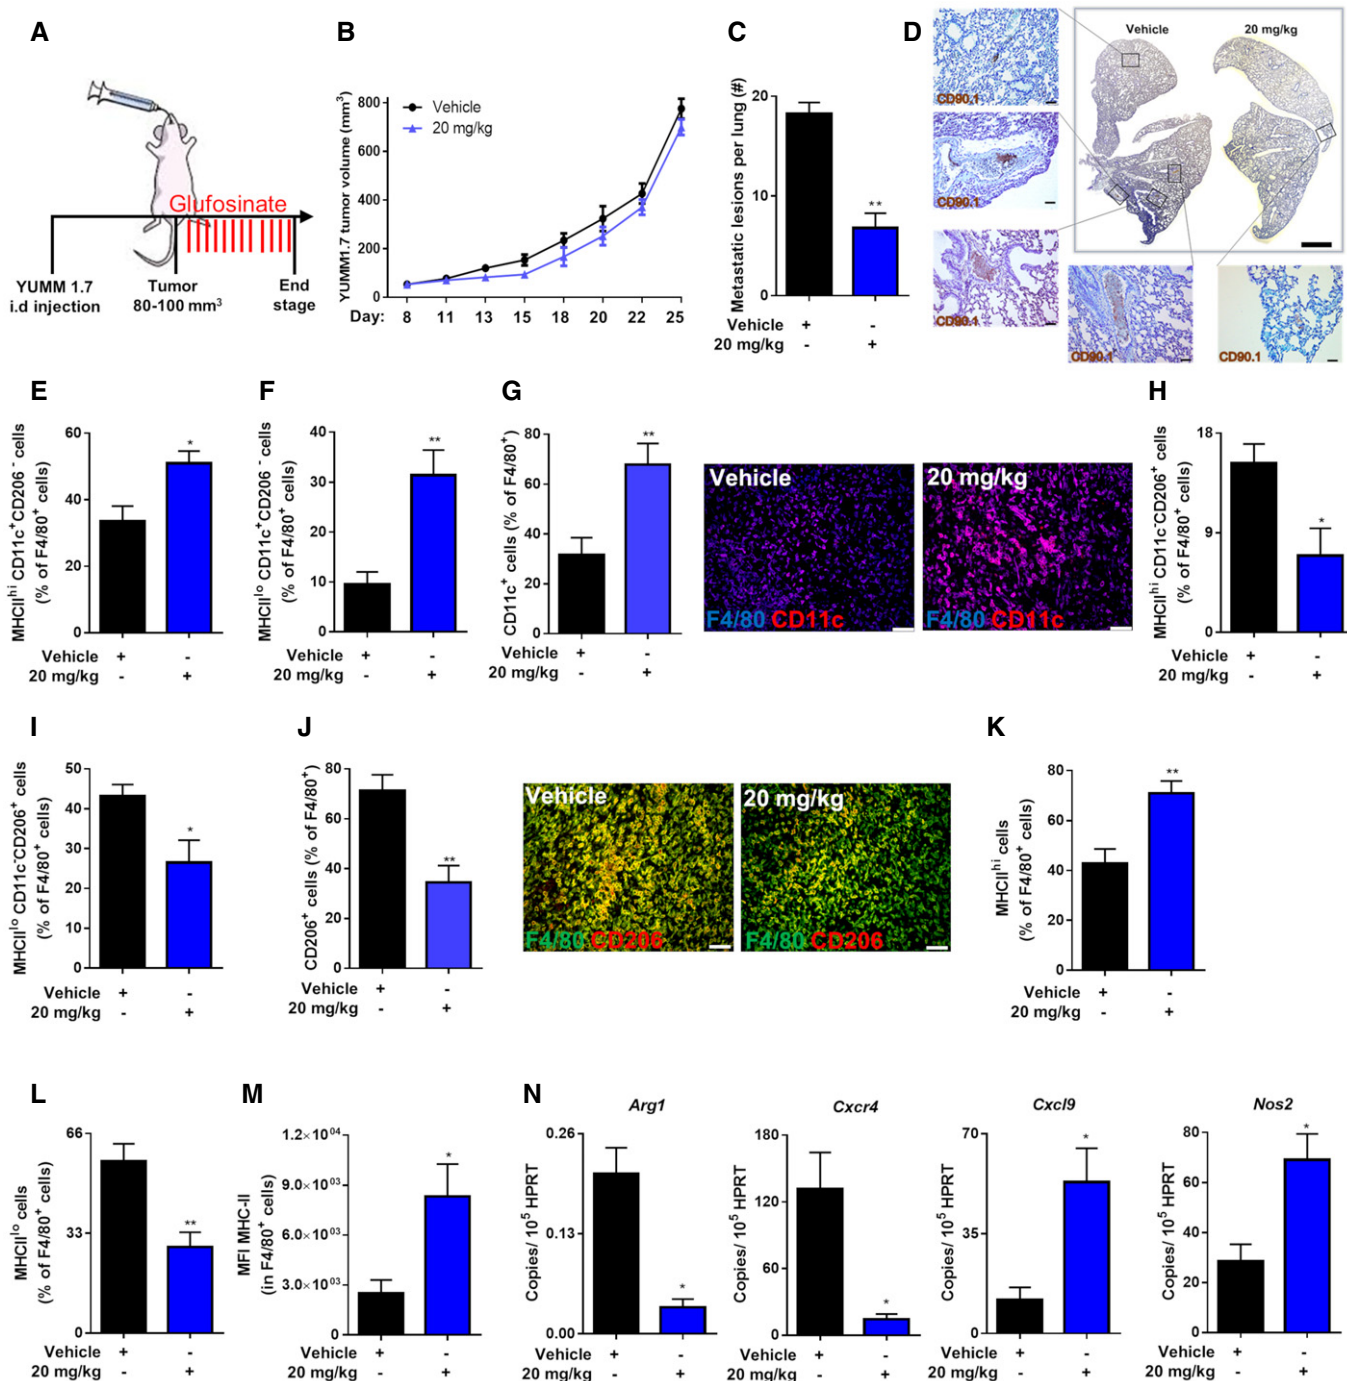 A
Glufosinate
YUMM 1.7
i.d injection
Tumor
80-100 mm³
End
stage
B
YUMM1.7 tumor volume (mm³)
800
600
400
200
0
Vehicle
20 mg/kg
Day: 8 11 13 15 18 20 22 25
C
Metastatic lesions per lung (#)
20
10
0
**
Vehicle + -
20 mg/kg - +
D
Vehicle
20 mg/kg
CD90.1
CD90.1
CD90.1
CD90.1
CD90.1
E
MHCII^hi CD11c⁺CD206⁻ cells
(% of F4/80⁺ cells)
60
40
20
0
*
Vehicle + -
20 mg/kg - +
F
MHCII^lo CD11c⁺CD206⁻ cells
(% of F4/80⁺ cells)
40
30
20
10
0
**
Vehicle + -
20 mg/kg - +
G
CD11c⁺ cells (% of F4/80⁺)
80
60
40
20
0
**
Vehicle + -
20 mg/kg - +
Vehicle
F4/80 CD11c
20 mg/kg
F4/80 CD11c
H
MHCII^hi CD11c⁻CD206⁺ cells
(% of F4/80⁺ cells)
18
9
0
*
Vehicle + -
20 mg/kg - +
I
MHCII^lo CD11c⁻CD206⁺ cells
(% of F4/80⁺ cells)
50
40
30
20
10
0
*
Vehicle + -
20 mg/kg - +
J
CD206⁺ cells (% of F4/80⁺)
80
60
40
20
0
**
Vehicle + -
20 mg/kg - +
Vehicle
F4/80 CD206
20 mg/kg
F4/80 CD206
K
MHCII^hi cells
(% of F4/80⁺ cells)
80
60
40
20
0
**
Vehicle + -
20 mg/kg - +
L
MHCII^lo cells
(% of F4/80⁺ cells)
66
33
0
**
Vehicle + -
20 mg/kg - +
M
MFI MHC-II
(in F4/80⁺ cells)
1.2×10⁰⁴
9.0×10⁰³
6.0×10⁰³
3.0×10⁰³
0
*
Vehicle + -
20 mg/kg - +
N
Arg1
Copies/ 10⁵ HPRT
0.26
0.13
0.00
*
Vehicle + -
20 mg/kg - +
Cxcr4
Copies/ 10⁵ HPRT
180
120
60
0
*
Vehicle + -
20 mg/kg - +
Cxcl9
Copies/ 10⁵ HPRT
70
35
0
*
Vehicle + -
20 mg/kg - +
Nos2
Copies/ 10⁵ HPRT
80
60
40
20
0
*
Vehicle + -
20 mg/kg - +